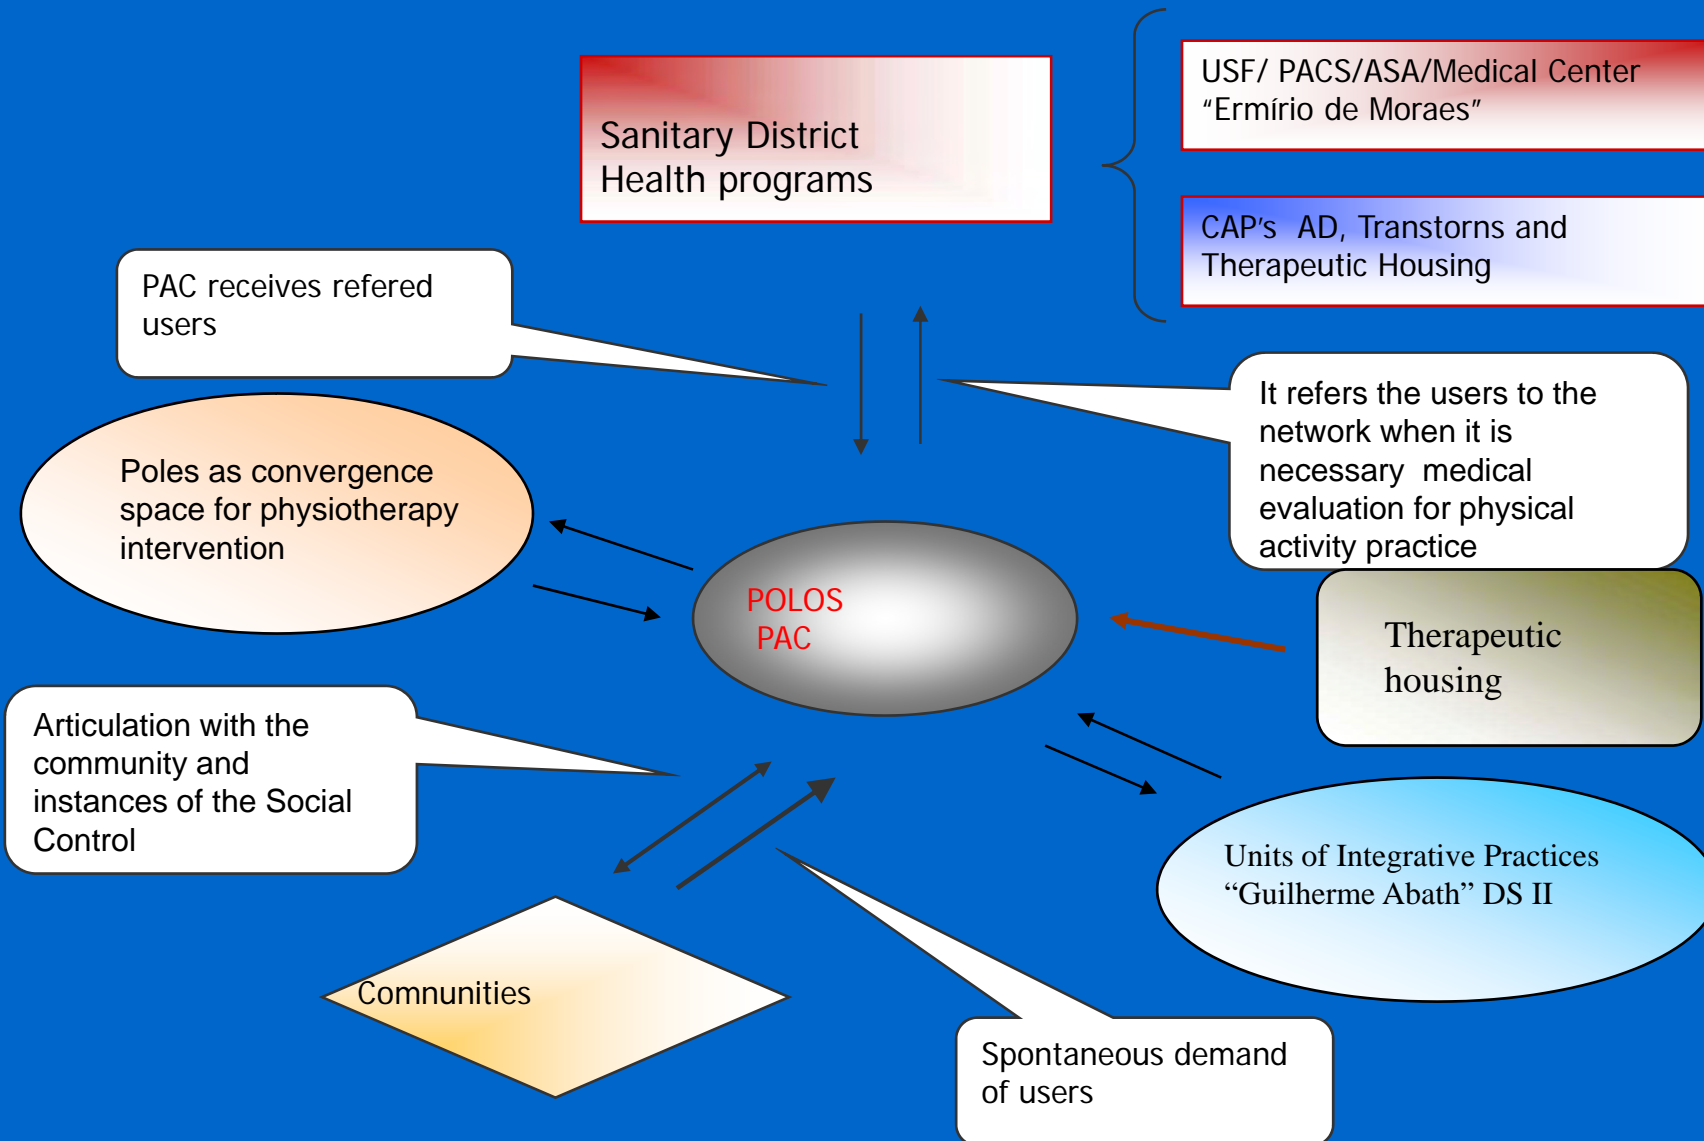 Sanitary District
Health programs
USF/ PACS/ASA/Medical Center
"Ermírio de Moraes"
CAP's  AD, Transtorns and
Therapeutic Housing
PAC receives refered
users
It refers the users to the
network when it is
necessary  medical
evaluation for physical
activity practice
Poles as convergence
space for physiotherapy
intervention
POLOS
PAC
Therapeutic
housing
Articulation with the
community and
instances of the Social
Control
Units of Integrative Practices
“Guilherme Abath” DS II
Comnunities
Spontaneous demand
of users